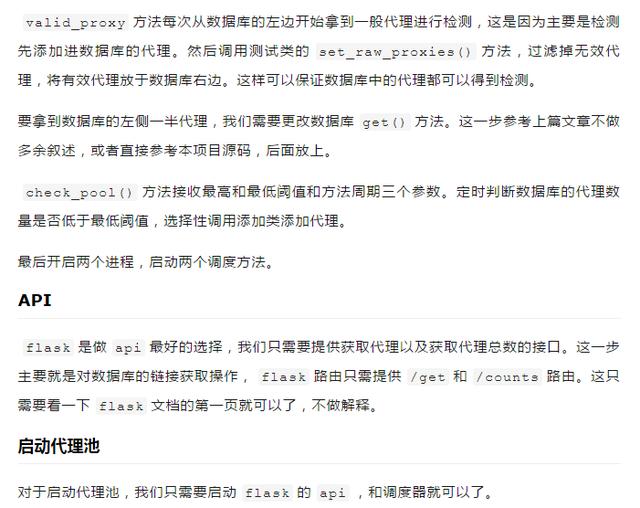 valid_proxy 方法每次从数据库的左边开始拿到一般代理进行检测，这是因为主要是检测
先添加进数据库的代理。然后调用测试类的 set_raw_proxies() 方法，过滤掉无效代
理，将有效代理放于数据库右边。这样可以保证数据库中的代理都可以得到检测。
要拿到数据库的左侧一半代理，我们需要更改数据库 get() 方法。这一步参考上篇文章不做
多余叙述，或者直接参考本项目源码，后面放上。
check_pool() 方法接收最高和最低阈值和方法周期三个参数。定时判断数据库的代理数
量是否低于最低阈值，选择性调用添加类添加代理。
最后开启两个进程，启动两个调度方法。
API
flask 是做 api 最好的选择，我们只需要提供获取代理以及获取代理总数的接口。这一步
主要就是对数据库的链接获取操作， flask 路由只需提供 /get 和 /counts 路由。这只
需要看一下 flask 文档的第一页就可以了，不做解释。
启动代理池
对于启动代理池，我们只需要启动 flask 的 api ，和调度器就可以了。